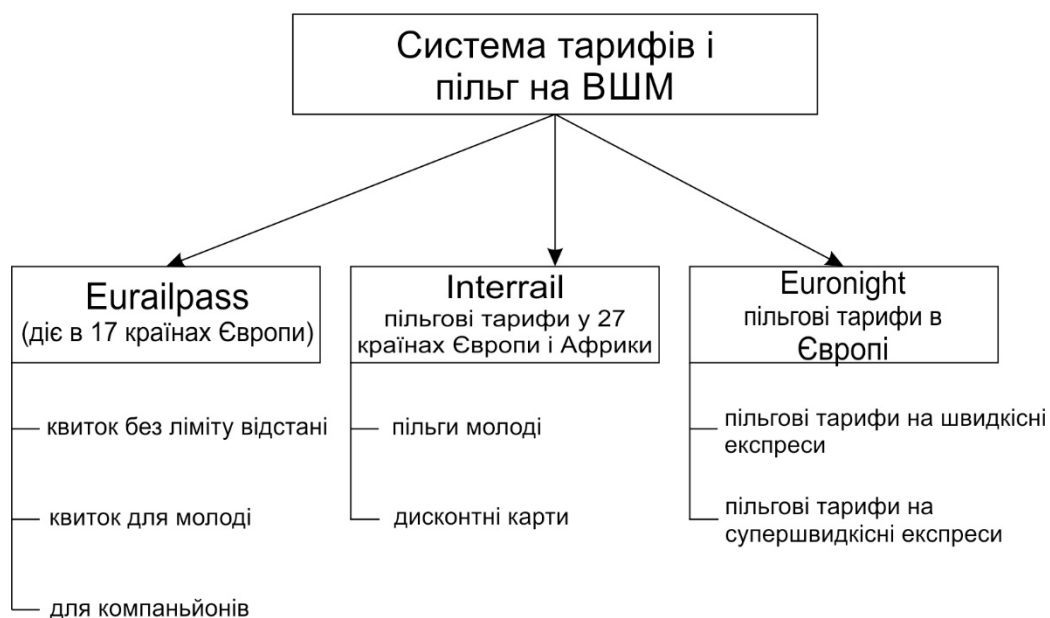 Система тарифів і
пільг на ВШМ
Eurailpass
(діє в 17 країнах Європи)
квиток без ліміту відстані
квиток для молоді
для компаньйонів
Interrail
пільгові тарифи у 27
країнах Європи і Африки
пільги молоді
дисконтні карти
Euronight
пільгові тарифи в
Європі
пільгові тарифи на швидкісні
експреси
пільгові тарифи на
супершвидкісні експреси